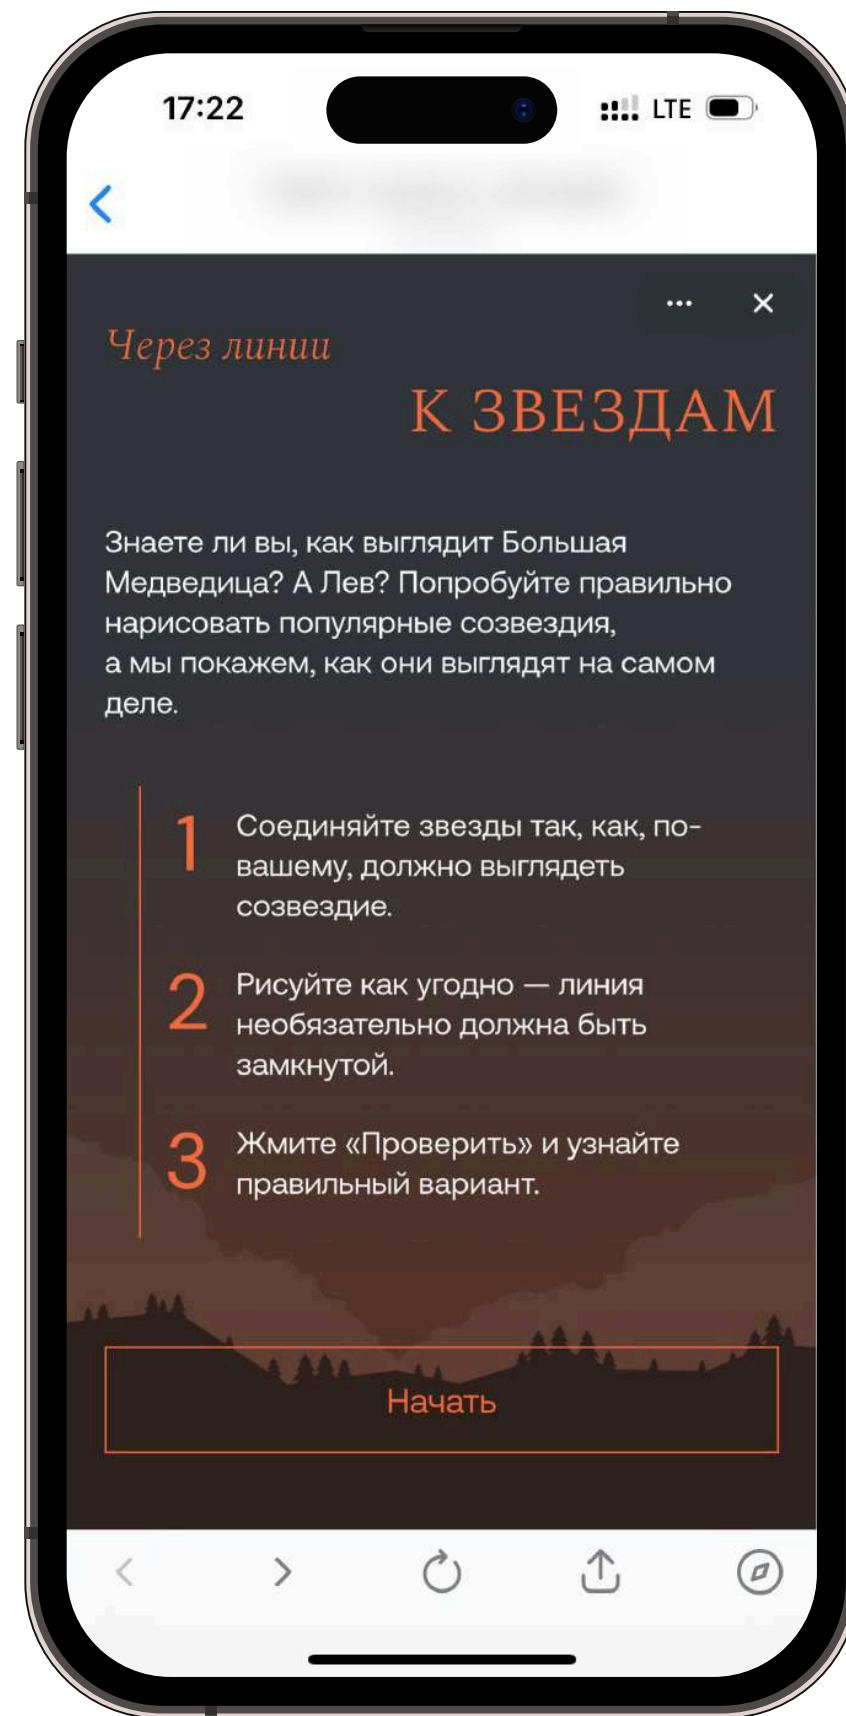 17:22
LTE
Через линии
К ЗВЕЗДАМ
Знаете ли вы, как выглядит Большая
Медведица? А Лев? Попробуйте правильно
нарисовать популярные созвездия,
а мы покажем, как они выглядят на самом
деле.
1 Соединяйте звезды так, как, по-
вашему, должно выглядеть
созвездие.
2 Рисуйте как угодно — линия
необязательно должна быть
замкнутой.
3 Жмите «Проверить» и узнайте
правильный вариант.
Начать